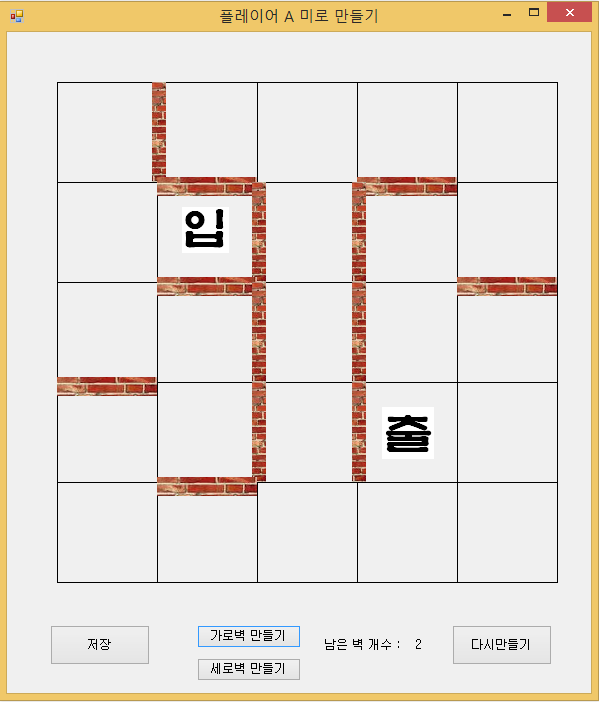 플레이어 A 미로 만들기
입
출
저장
가로벽 만들기
세로벽 만들기
남은 벽 개수 : 2
다시만들기